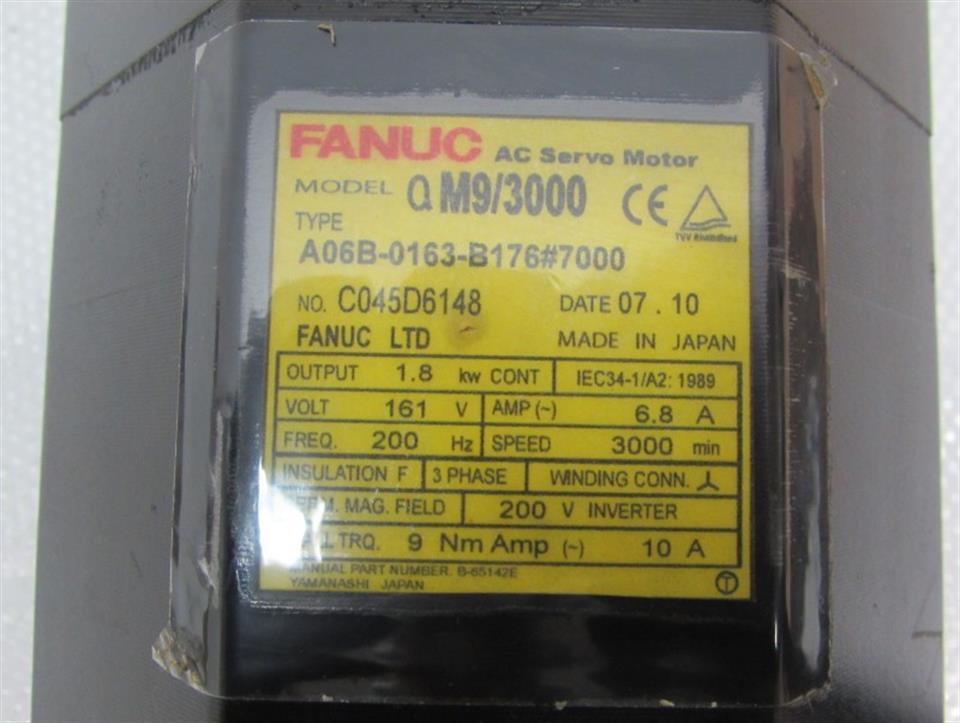 FANUC AC Servo Motor
MODEL α M9/3000 CE
TYPE
A06B-0163-B176#7000
NO. C045D6148 DATE 07 . 10
FANUC LTD MADE IN JAPAN
OUTPUT 1.8 kw CONT IEC34-1/A2: 1989
VOLT 161 V AMP (~) 6.8 A
FREQ. 200 Hz SPEED 3000 min
INSULATION F 3 PHASE WINDING CONN.
MAG. FIELD 200 V INVERTER
TRQ. 9 Nm Amp (~) 10 A
MANUAL PART NUMBER. B-65142E
YAMANASHI JAPAN T